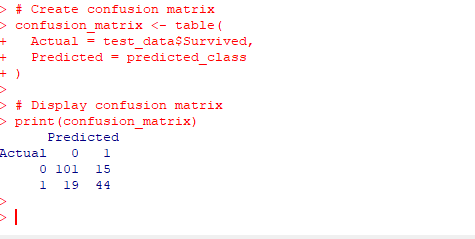 > # Create confusion matrix
> confusion_matrix <- table(
+   Actual = test_data$Survived,
+   Predicted = predicted_class
+ )
>
> # Display confusion matrix
> print(confusion_matrix)
      Predicted
Actual   0   1
     0 101  15
     1  19  44
>
>